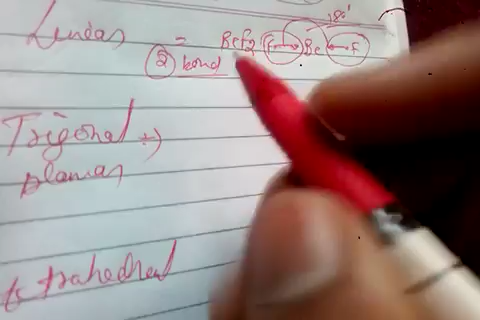 Linear - BeF2 F Be F 180°
② bond
Trigonal :-)
planar
tetrahedral